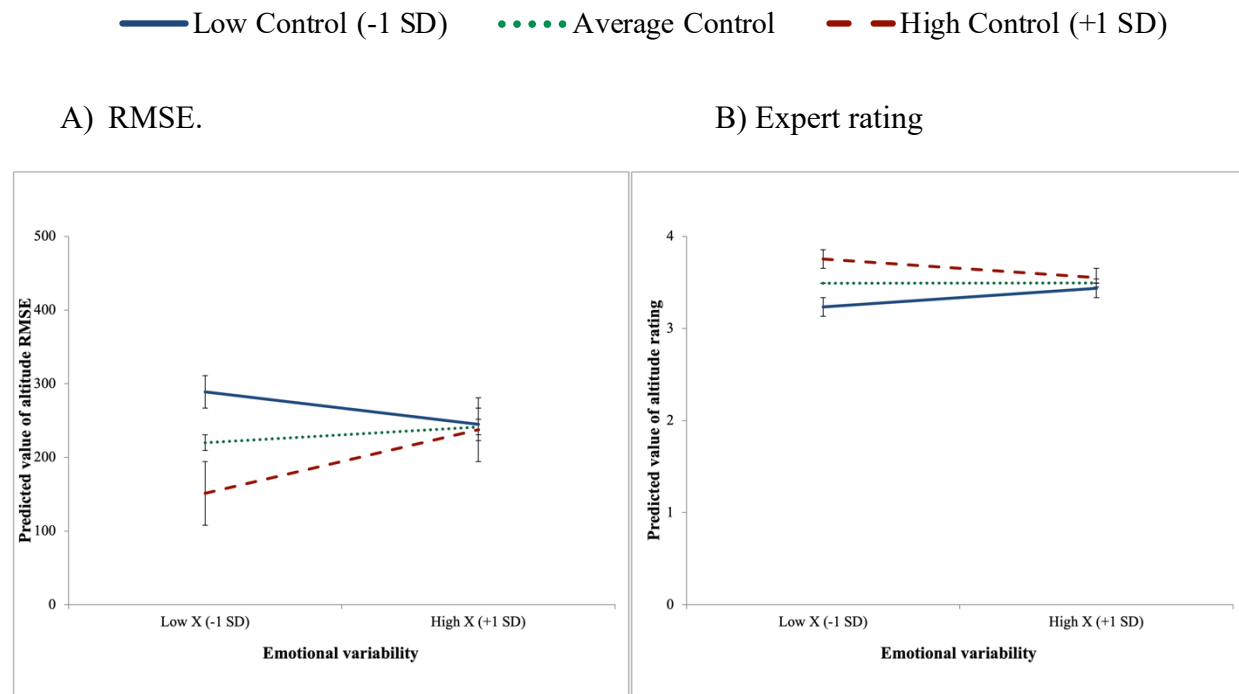 Low Control (-1 SD) Average Control High Control (+1 SD)
A) RMSE. B) Expert rating
Predicted value of altitude RMSE
500
400
300
200
100
0
Low X (-1 SD) High X (+1 SD)
Emotional variability
Predicted value of altitude rating
4
3
2
1
0
Low X (-1 SD) High X (+1 SD)
Emotional variability